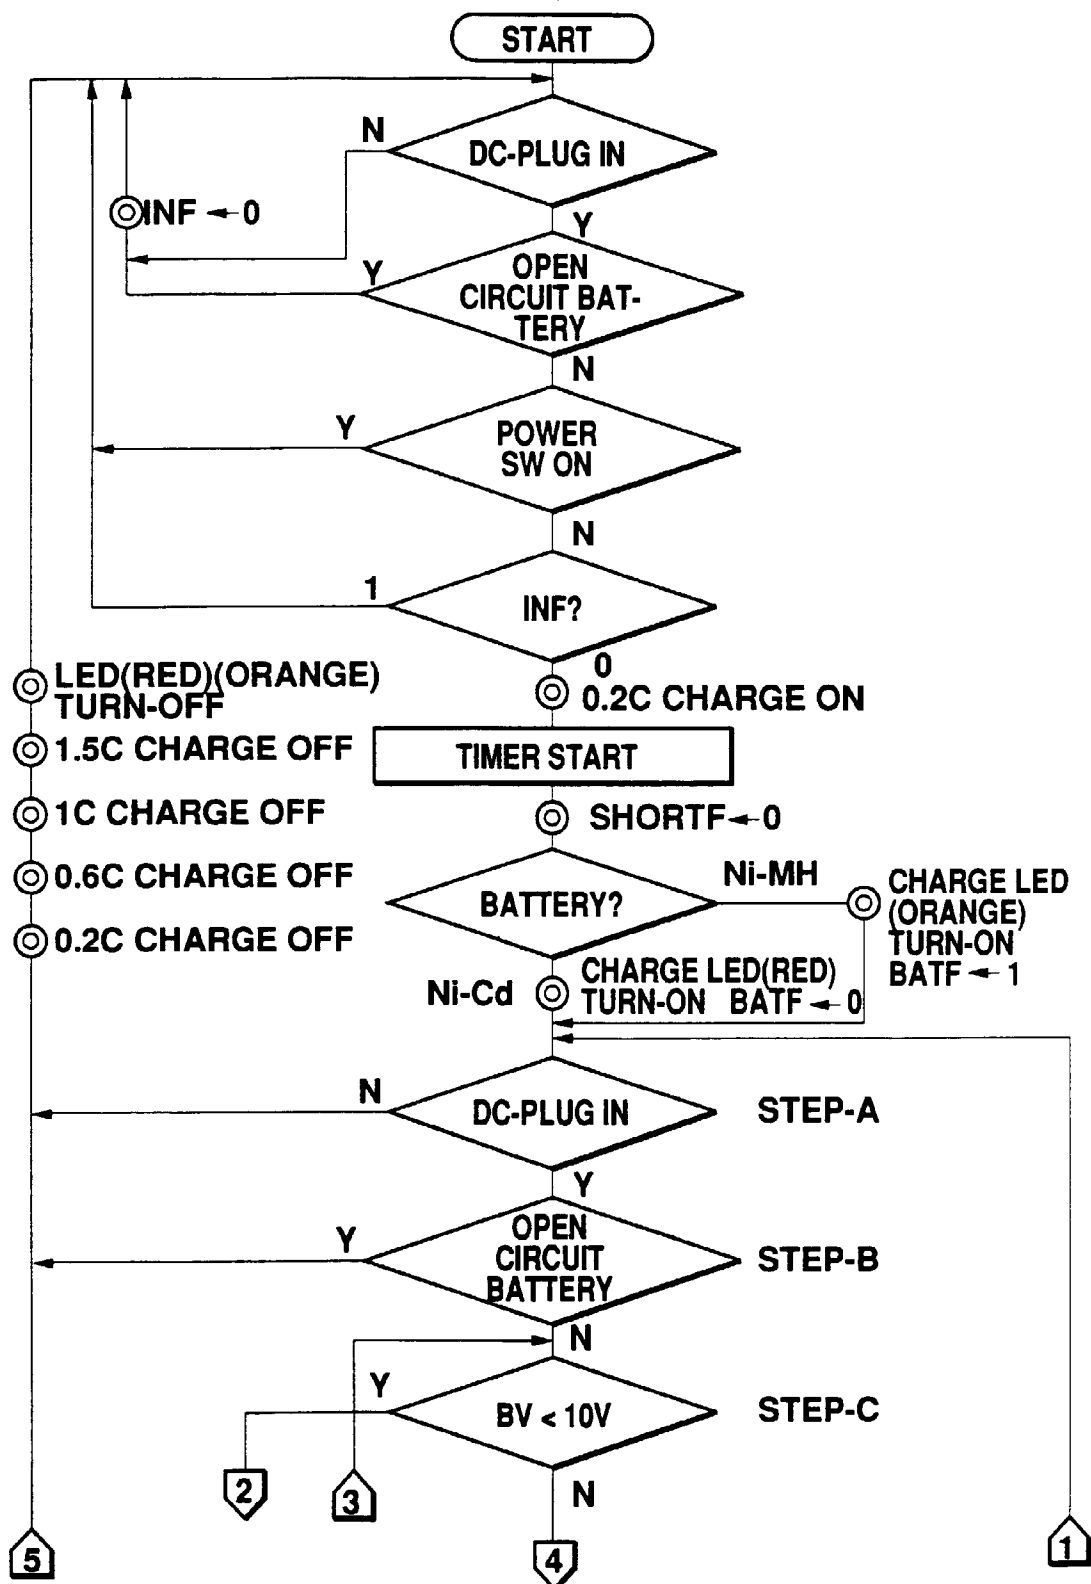 START
N
DC-PLUG IN
INF ← 0
Y
Y
OPEN
CIRCUIT BAT-
TERY
N
Y
POWER
SW ON
N
1
INF?
0
LED(RED)(ORANGE)
TURN-OFF
0.2C CHARGE ON
1.5C CHARGE OFF
TIMER START
1C CHARGE OFF
SHORTF←0
0.6C CHARGE OFF
BATTERY?
Ni-MH
CHARGE LED
(ORANGE)
TURN-ON
BATF ← 1
0.2C CHARGE OFF
Ni-Cd
CHARGE LED(RED)
TURN-ON BATF ← 0
N
DC-PLUG IN
STEP-A
Y
Y
OPEN
CIRCUIT
BATTERY
STEP-B
N
Y
BV < 10V
STEP-C
2
3
N
5
4
1